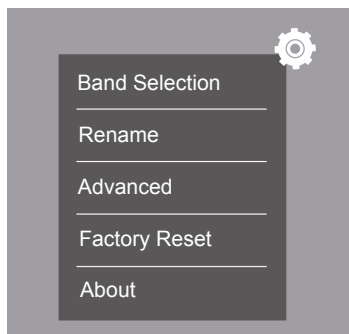 Band Selection
Rename
Advanced
Factory Reset
About